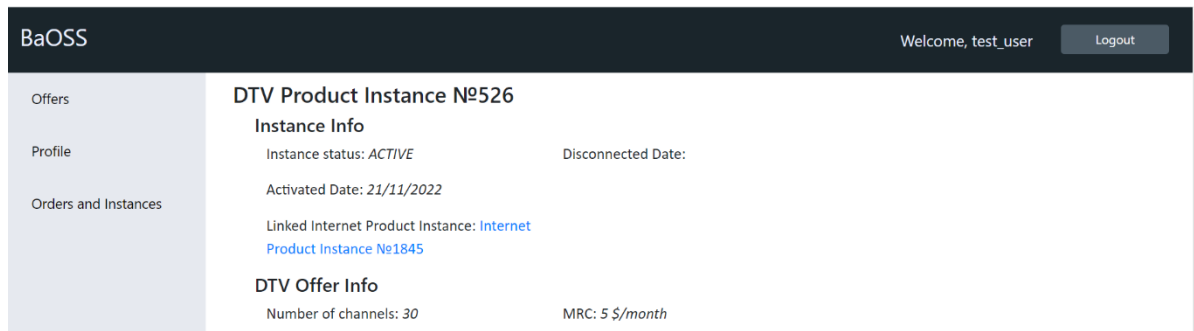 BaOSS
Welcome, test_user
Logout
Offers
Profile
Orders and Instances
DTV Product Instance №526
Instance Info
Instance status: ACTIVE
Disconnected Date:
Activated Date: 21/11/2022
Linked Internet Product Instance: Internet
Product Instance №1845
DTV Offer Info
Number of channels: 30
MRC: 5 $/month